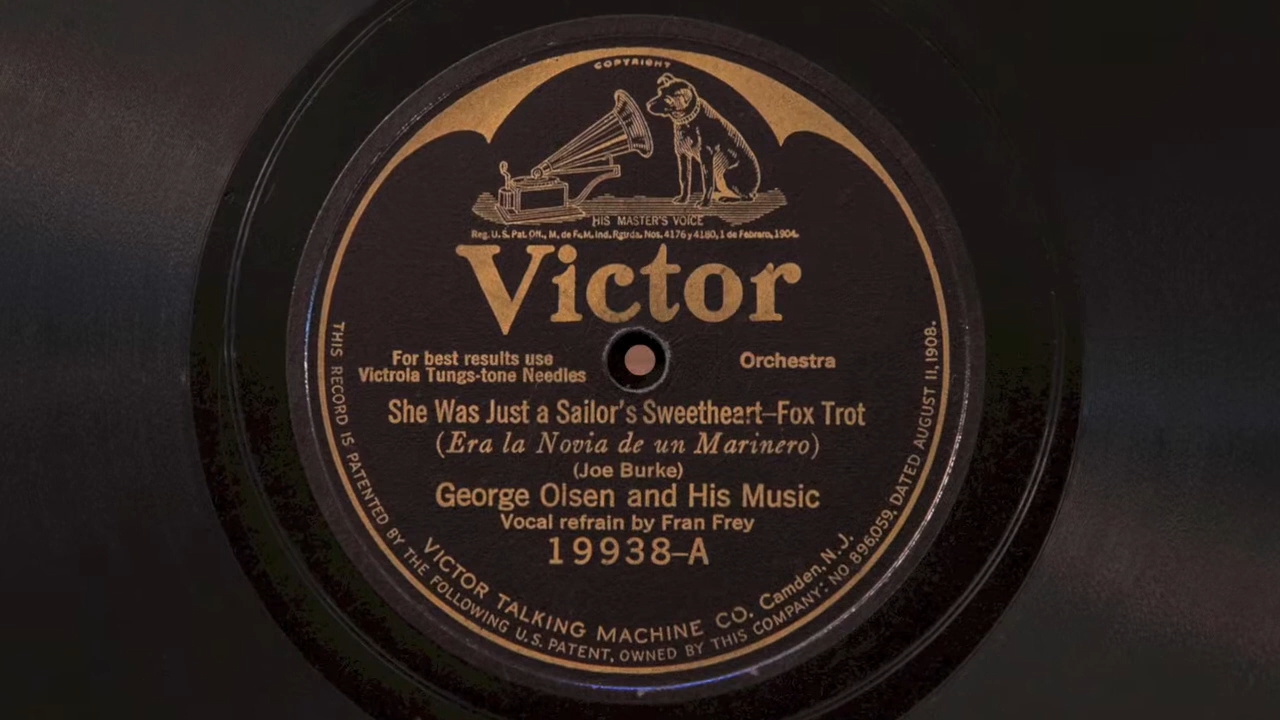 COPYRIGHT
HIS MASTER'S VOICE
Reg. U.S. Pat. Off., M. de F. M. Ind. Rgtrda. Nos. 4176 y 4180, 1 de Febraro, 1904.
Victor
For best results use
Victrola Tungs-tone Needles
Orchestra
She Was Just a Sailor's Sweetheart–Fox Trot
(Era la Novia de un Marinero)
(Joe Burke)
George Olsen and His Music
Vocal refrain by Fran Frey
19938–A
VICTOR TALKING MACHINE CO. Camden, N.J.
THIS RECORD IS PATENTED BY THE FOLLOWING U.S. PATENT, OWNED BY THIS COMPANY: NO 896,059, DATED AUGUST 11, 1908.